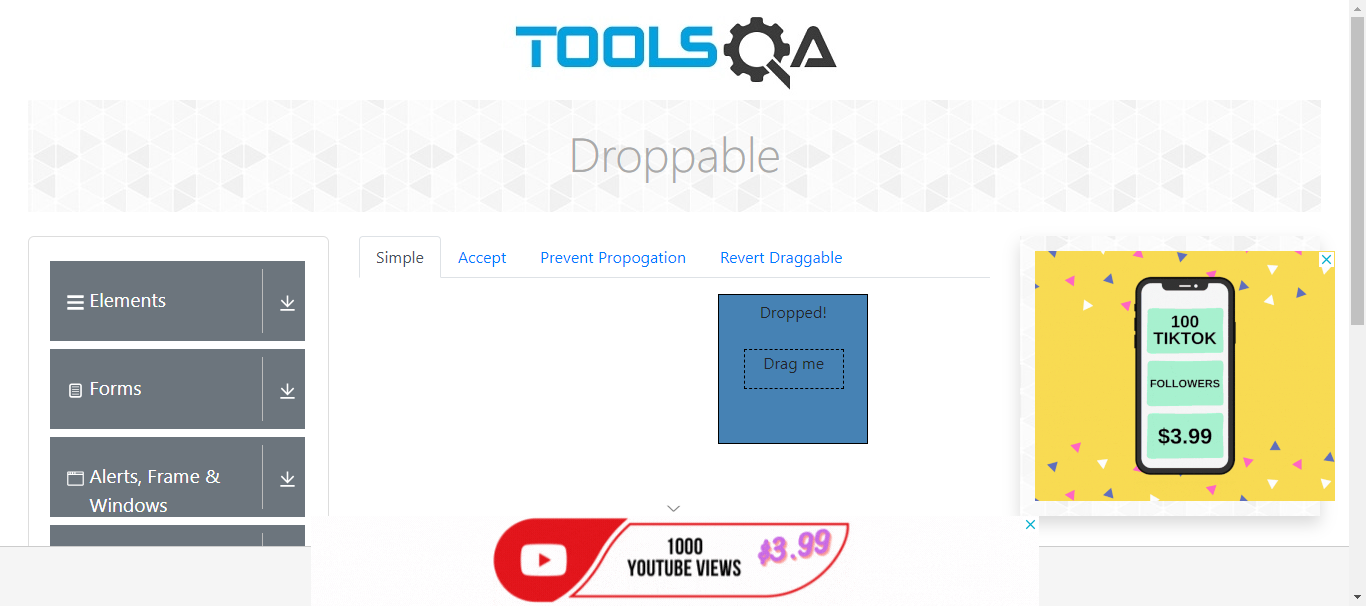 TOOLSQA
Droppable
Elements
Forms
Alerts, Frame &
Windows
Simple
Accept
Prevent Propogation
Revert Draggable
Dropped!
Drag me
100
TIKTOK
FOLLOWERS
$3.99
1000
YOUTUBE VIEWS
$3.99